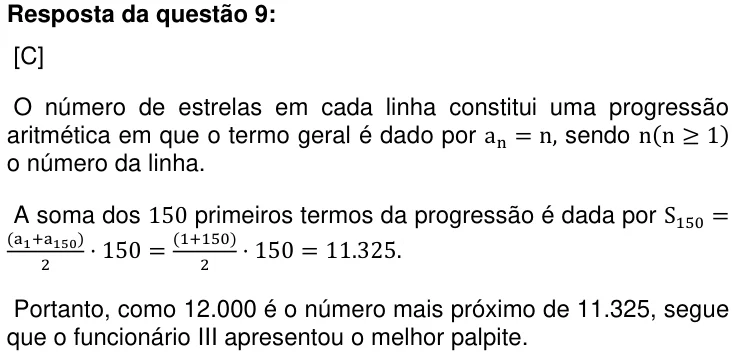 Resposta da questão 9:
[C]
O número de estrelas em cada linha constitui uma progressão
aritmética em que o termo geral é dado por aₙ = n, sendo n(n ≥ 1)
o número da linha.
A soma dos 150 primeiros termos da progressão é dada por S₁₅₀ =
(a₁+a₁₅₀)/2 · 150 = (1+150)/2 · 150 = 11.325.
Portanto, como 12.000 é o número mais próximo de 11.325, segue
que o funcionário III apresentou o melhor palpite.